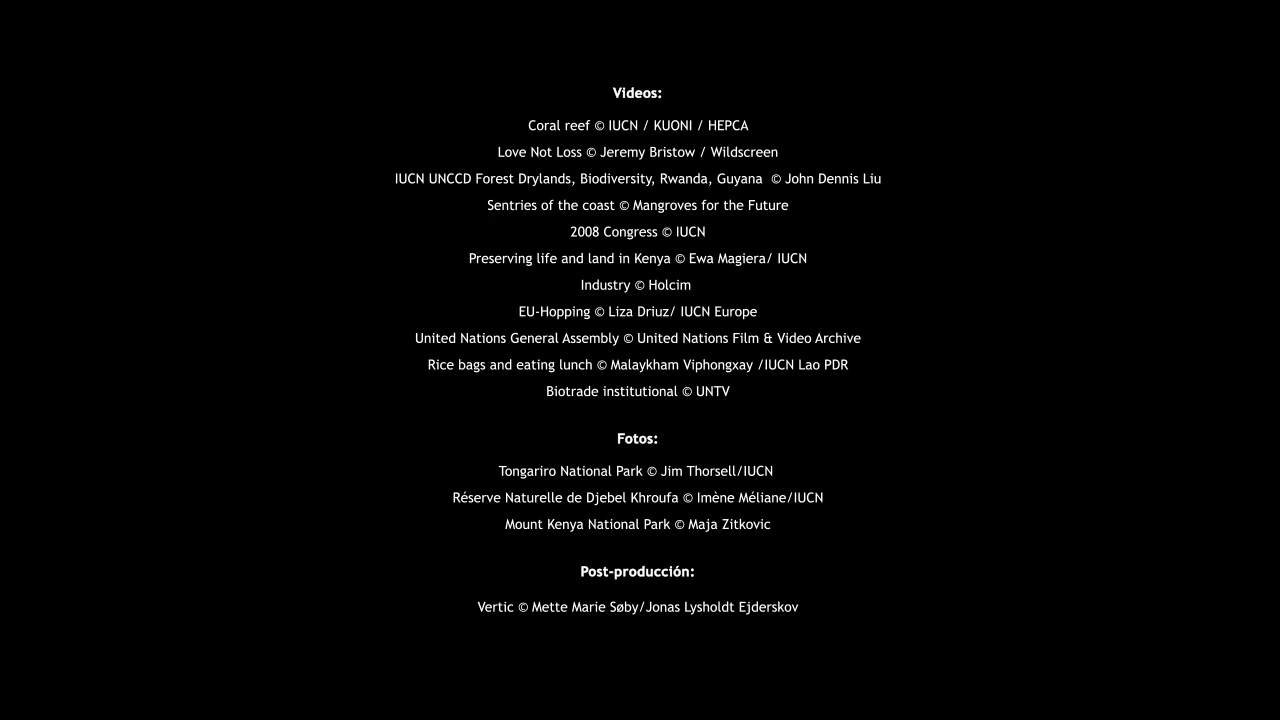 Videos:
Coral reef © IUCN / KUONI / HEPCA
Love Not Loss © Jeremy Bristow / Wildscreen
IUCN UNCCD Forest Drylands, Biodiversity, Rwanda, Guyana  © John Dennis Liu
Sentries of the coast © Mangroves for the Future
2008 Congress © IUCN
Preserving life and land in Kenya © Ewa Magiera/ IUCN
Industry © Holcim
EU-Hopping © Liza Driuz/ IUCN Europe
United Nations General Assembly © United Nations Film & Video Archive
Rice bags and eating lunch © Malaykham Viphongxay /IUCN Lao PDR
Biotrade institutional © UNTV
Fotos:
Tongariro National Park © Jim Thorsell/IUCN
Réserve Naturelle de Djebel Khroufa © Imène Méliane/IUCN
Mount Kenya National Park © Maja Zitkovic
Post-producción:
Vertic © Mette Marie Søby/Jonas Lysholdt Ejderskov